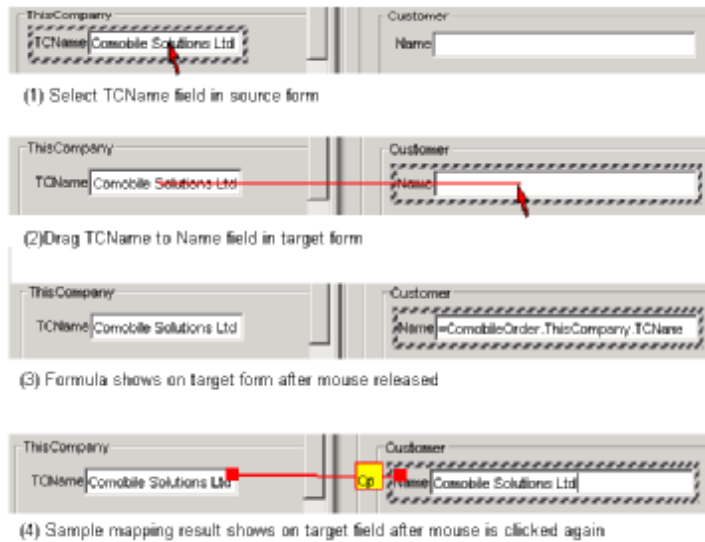 ThisCompany Customer
TCName Comobile Solutions Ltd Name
(1) Select TCName field in source form
ThisCompany Customer
TCName Comobile Solutions Ltd Name
(2)Drag TCName to Name field in target form
ThisCompany Customer
TCName Comobile Solutions Ltd Name =ComobileOrder.ThisCompany.TCName
(3) Formula shows on target form after mouse released
ThisCompany Customer
TCName Comobile Solutions Ltd Cp Name Comobile Solutions Ltd
(4) Sample mapping result shows on target field after mouse is clicked again